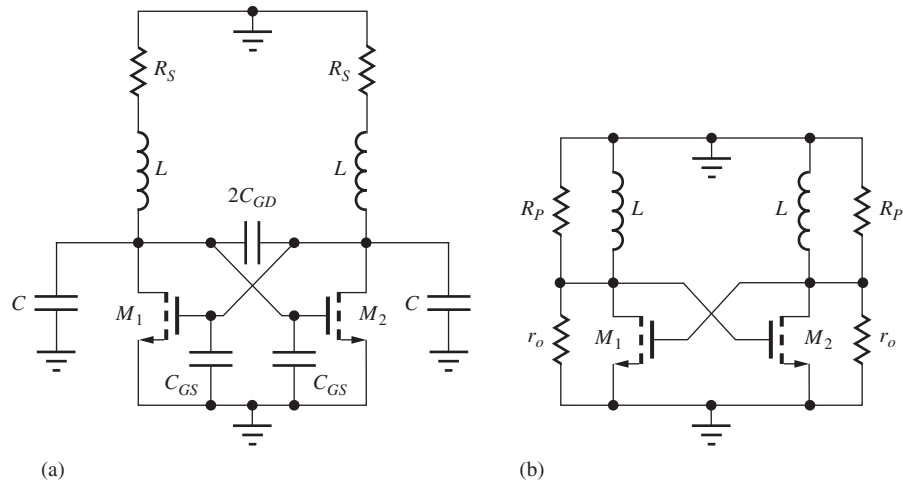 R_S
R_S
L
L
2C_GD
C
M_1
M_2
C
C_GS
C_GS
(a)
R_P
L
L
R_P
r_o
M_1
M_2
r_o
(b)